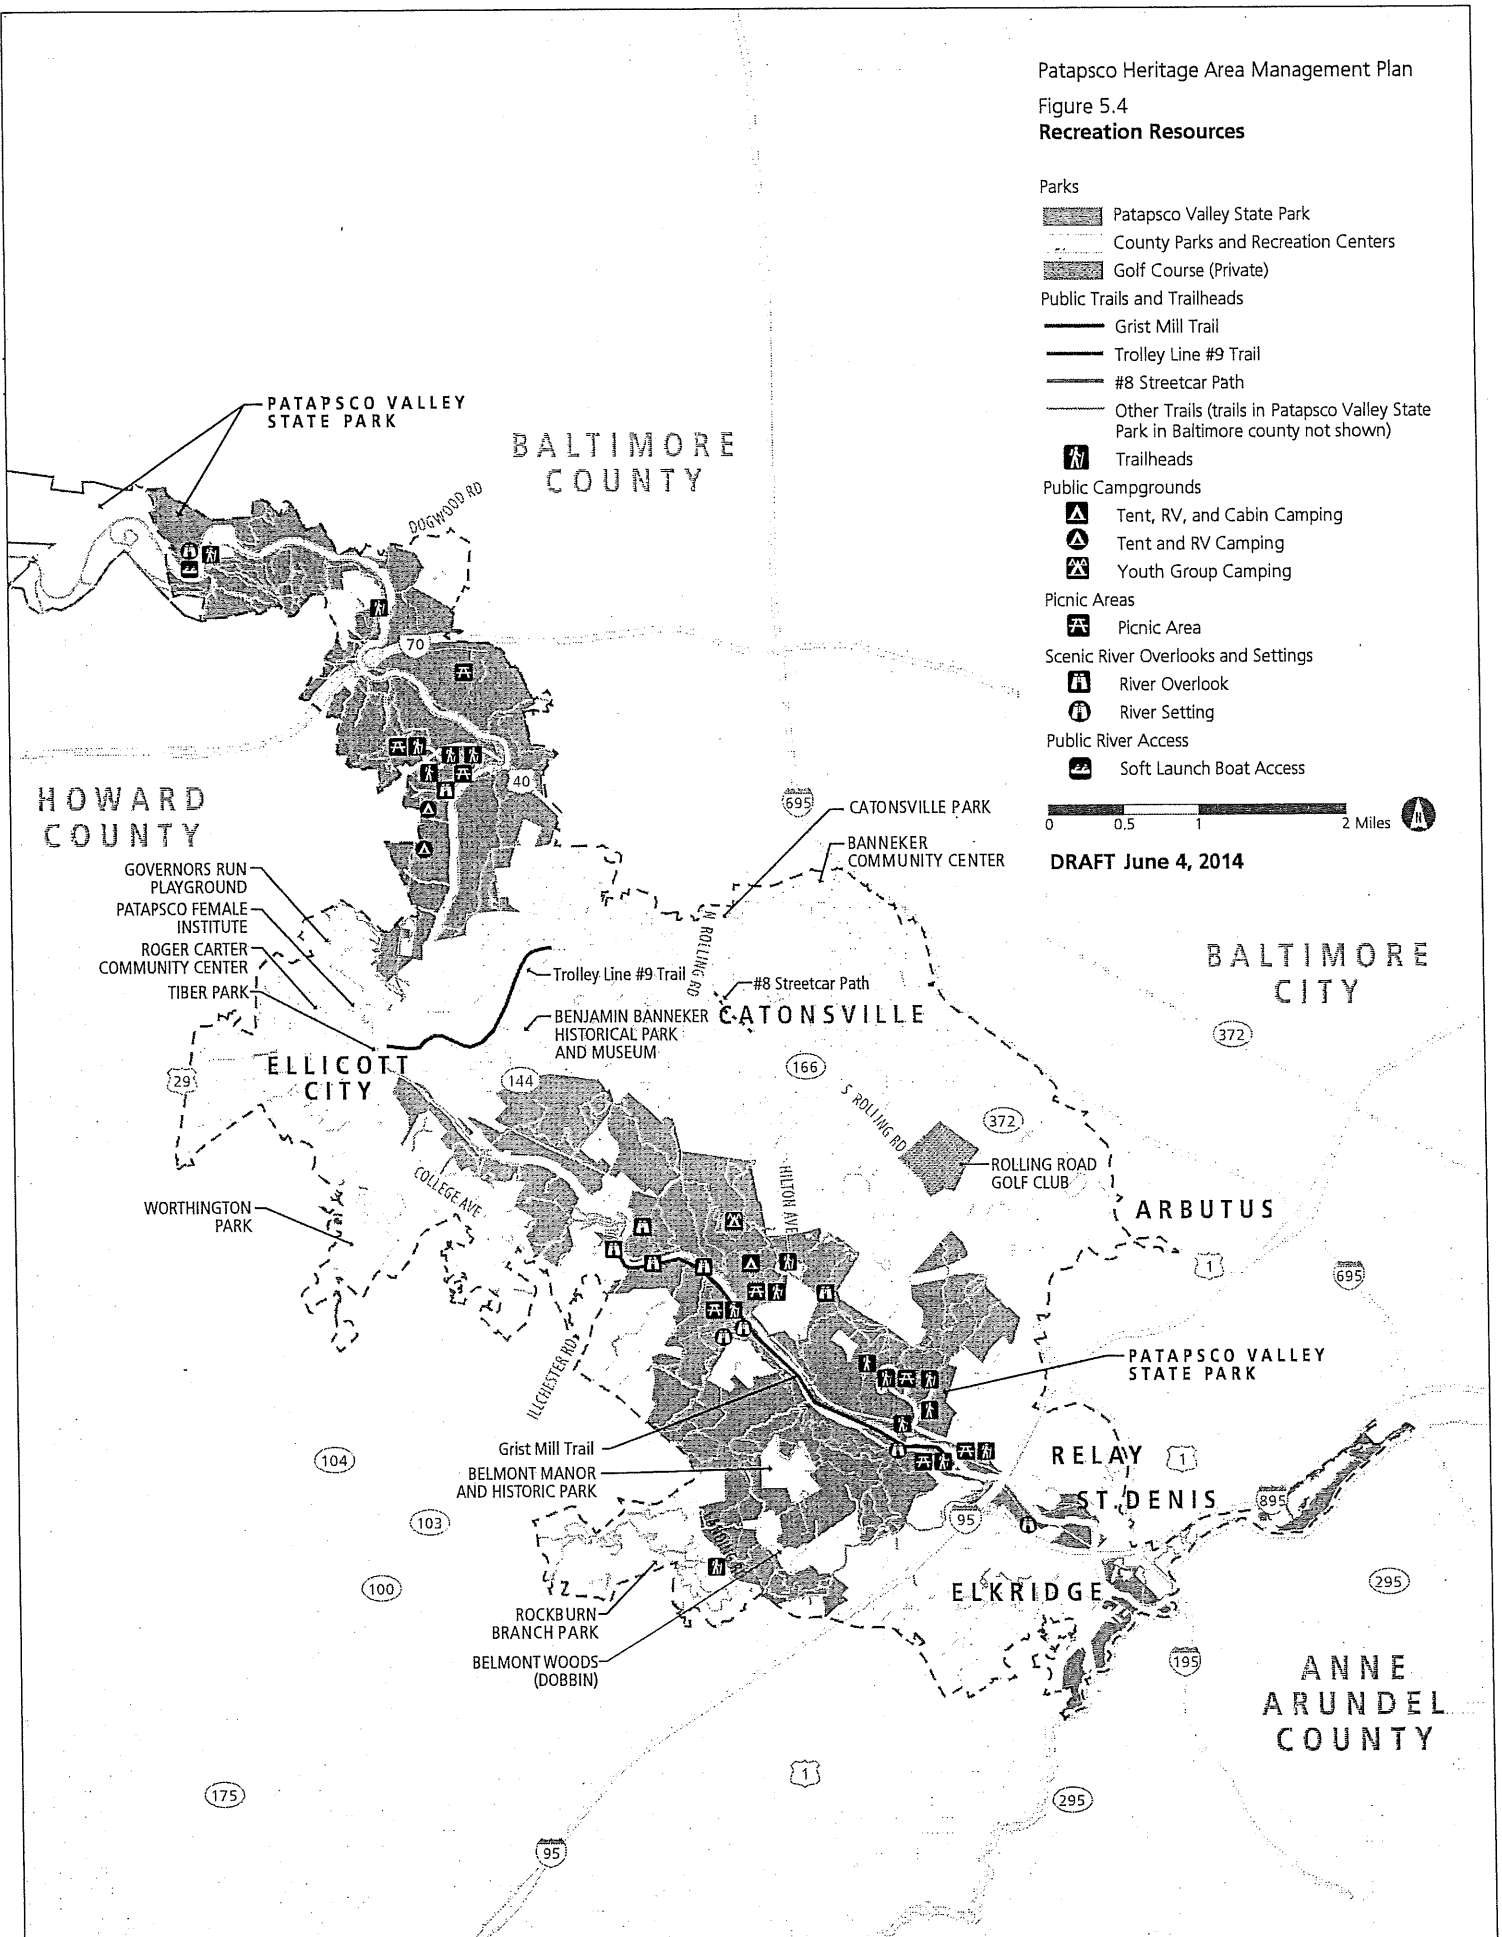 Patapsco Heritage Area Management Plan
Figure 5.4
Recreation Resources
Parks
Patapsco Valley State Park
County Parks and Recreation Centers
Golf Course (Private)
Public Trails and Trailheads
Grist Mill Trail
Trolley Line #9 Trail
#8 Streetcar Path
Other Trails (trails in Patapsco Valley State
Park in Baltimore county not shown)
Trailheads
Public Campgrounds
Tent, RV, and Cabin Camping
Tent and RV Camping
Youth Group Camping
Picnic Areas
Picnic Area
Scenic River Overlooks and Settings
River Overlook
River Setting
Public River Access
Soft Launch Boat Access
0 0.5 1 2 Miles
N
DRAFT June 4, 2014
PATAPSCO VALLEY
STATE PARK
BALTIMORE
COUNTY
DOGWOOD RD
70
40
HOWARD
COUNTY
695
CATONSVILLE PARK
BANNEKER
COMMUNITY CENTER
GOVERNORS RUN
PLAYGROUND
PATAPSCO FEMALE
INSTITUTE
ROGER CARTER
COMMUNITY CENTER
TIBER PARK
N ROLLING RD
Trolley Line #9 Trail
#8 Streetcar Path
BENJAMIN BANNEKER
HISTORICAL PARK
AND MUSEUM
CATONSVILLE
BALTIMORE
CITY
372
ELLICOTT
CITY
29
144
166
S ROLLING RD
372
ROLLING ROAD
GOLF CLUB
COLLEGE AVE
HILTON AVE
WORTHINGTON
PARK
ARBUTUS
1
695
ILLCHESTER RD
PATAPSCO VALLEY
STATE PARK
Grist Mill Trail
BELMONT MANOR
AND HISTORIC PARK
104
RELAY
1
ST. DENIS
895
103
95
100
ROCKBURN
BRANCH PARK
ELKRIDGE
295
BELMONT WOODS
(DOBBIN)
195
ANNE
ARUNDEL
COUNTY
1
175
295
95